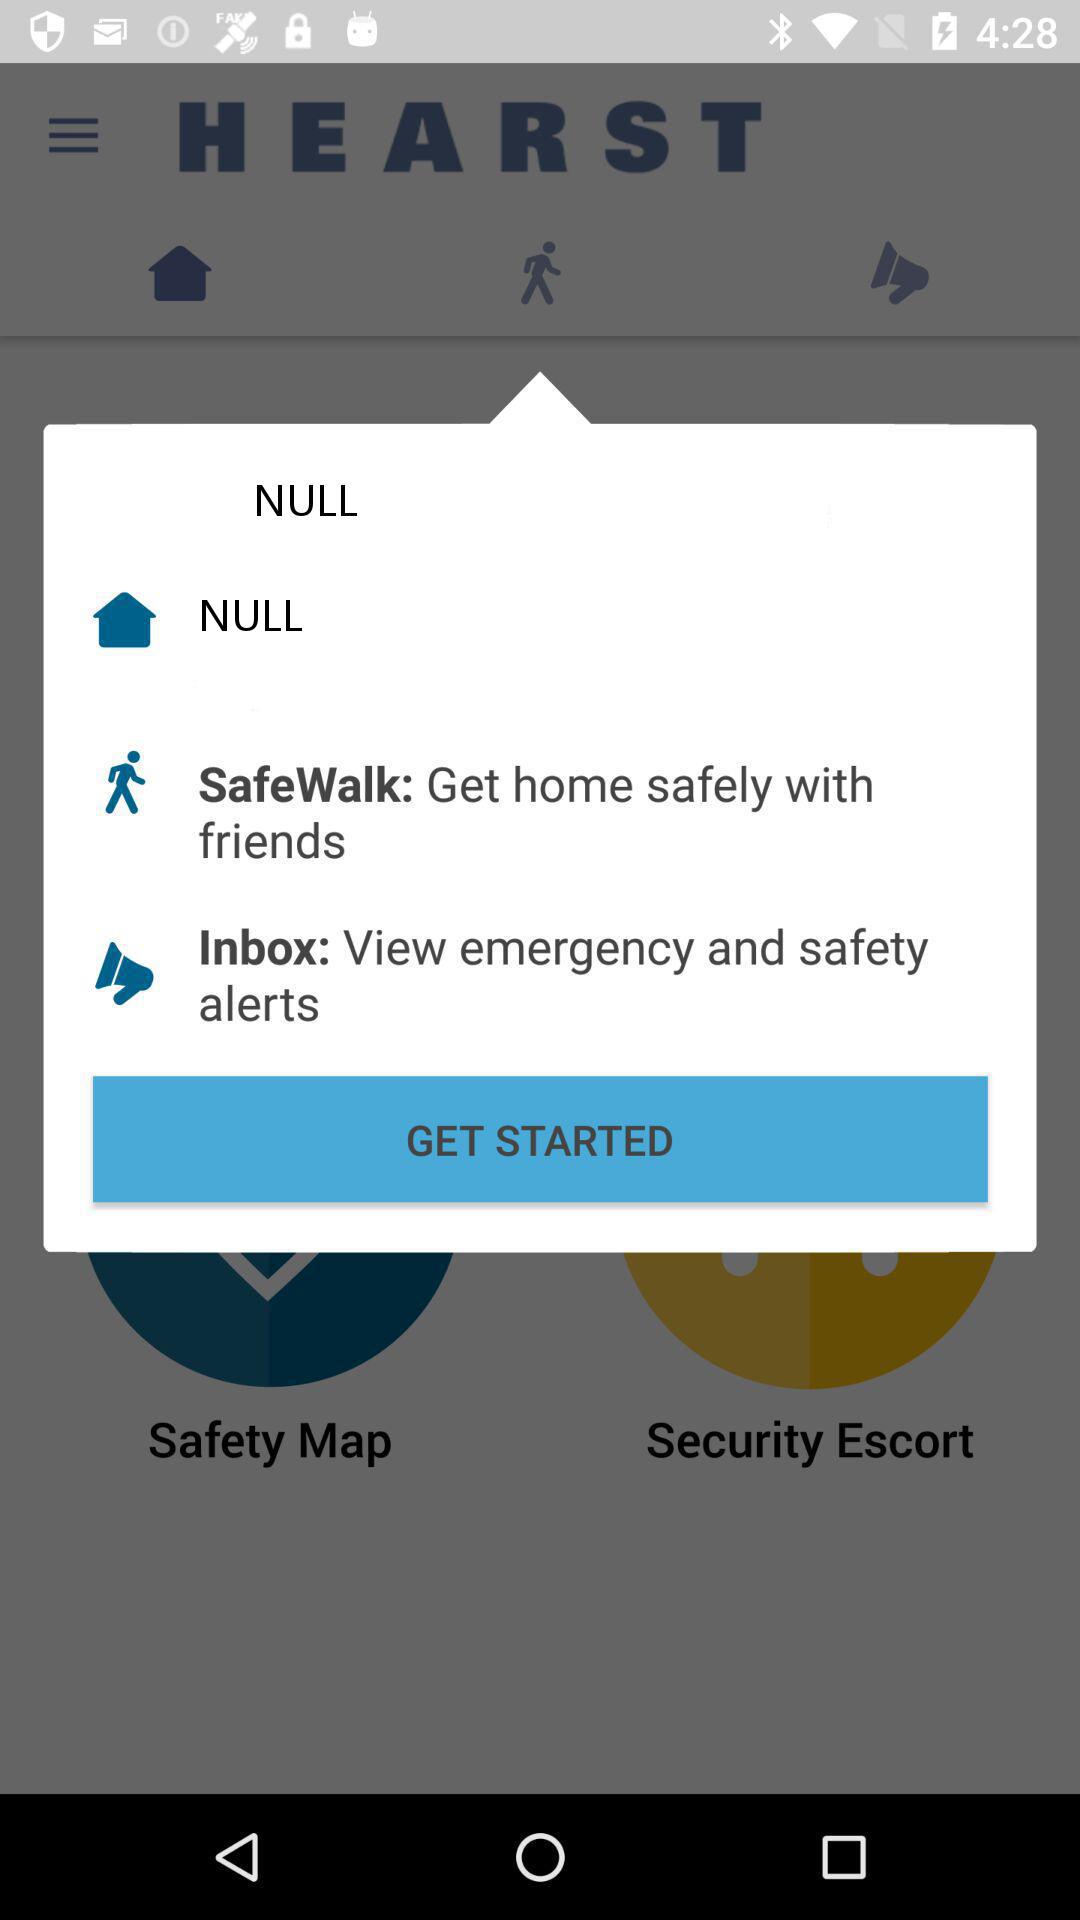 FAKE
4:28
HEARST
NULL
NULL
SafeWalk: Get home safely with
friends
Inbox: View emergency and safety
alerts
GET STARTED
Safety Map
Security Escort